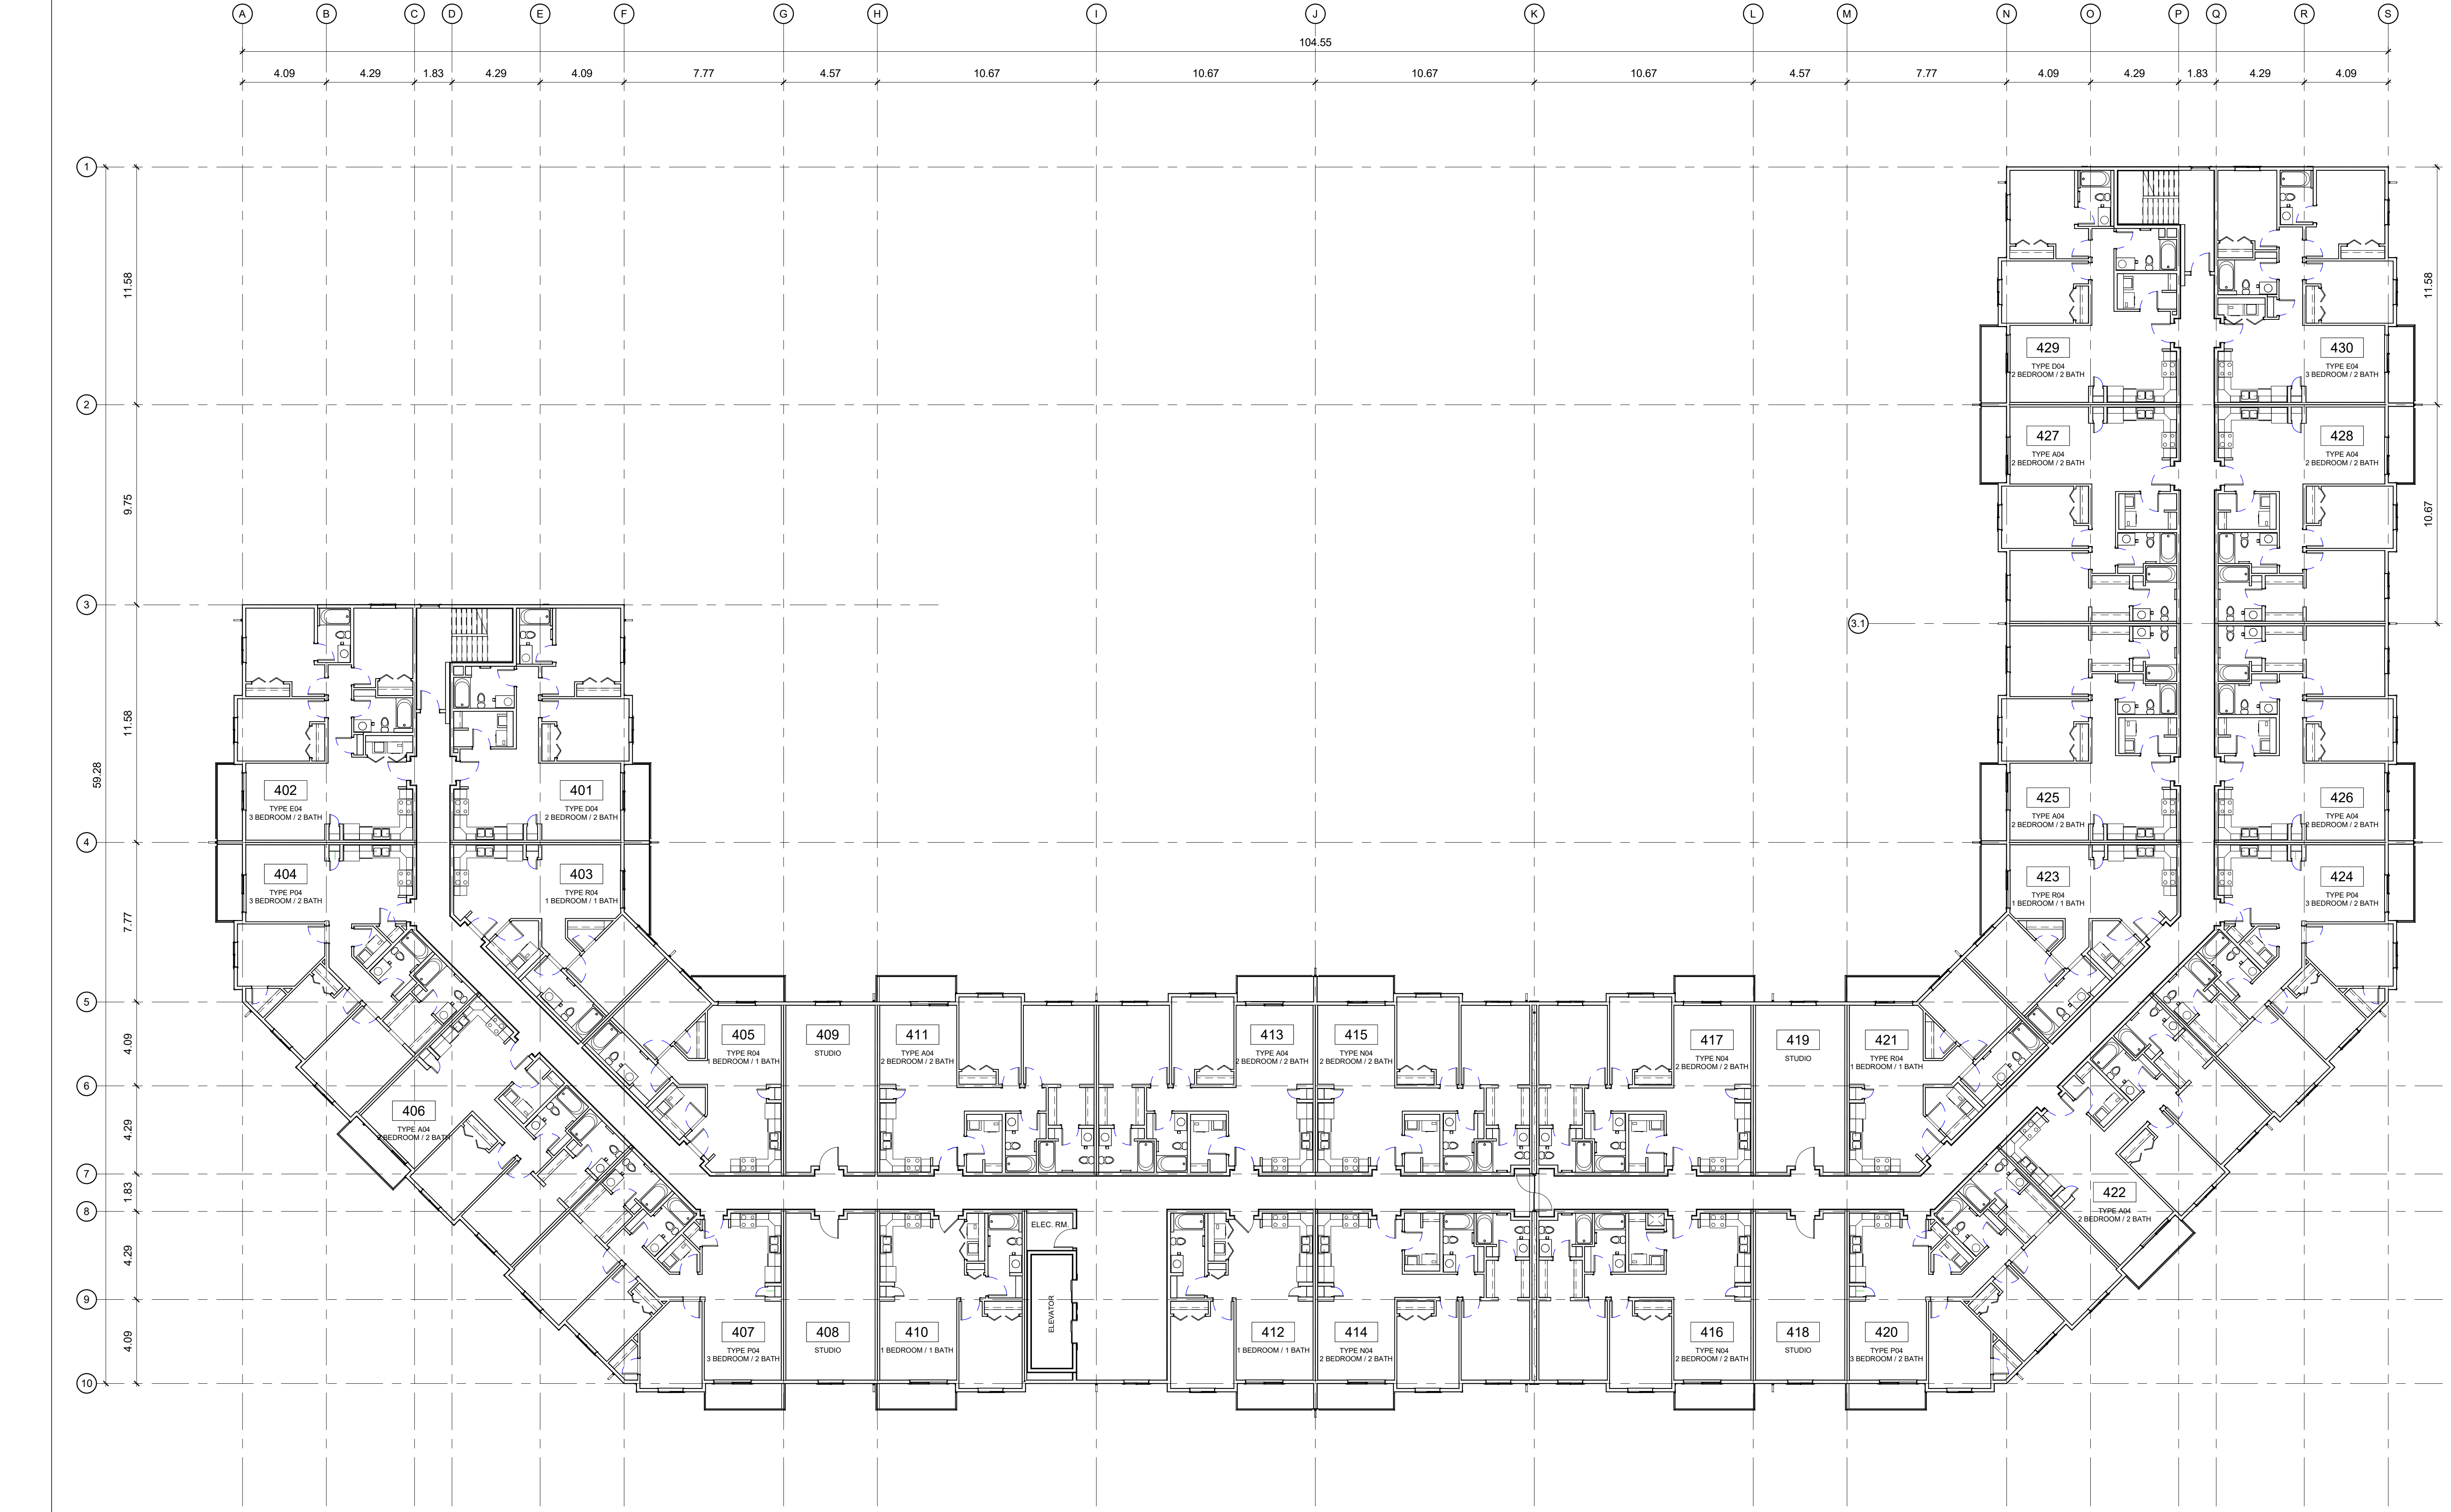 A B C D E F G H I J K L M N O P Q R S
104.55
4.09 4.29 1.83 4.29 4.09 7.77 4.57 10.67 10.67 10.67 10.67 4.57 7.77 4.09 4.29 1.83 4.29 4.09
1
11.58
11.58
429
TYPE D04
2 BEDROOM / 2 BATH
430
TYPE E04
3 BEDROOM / 2 BATH
2
427
TYPE A04
2 BEDROOM / 2 BATH
428
TYPE A04
2 BEDROOM / 2 BATH
9.75
10.67
3
3.1
11.58
59.28
402
TYPE E04
3 BEDROOM / 2 BATH
401
TYPE D04
2 BEDROOM / 2 BATH
425
TYPE A04
2 BEDROOM / 2 BATH
426
TYPE A04
2 BEDROOM / 2 BATH
4
404
TYPE P04
3 BEDROOM / 2 BATH
403
TYPE R04
1 BEDROOM / 1 BATH
423
TYPE R04
1 BEDROOM / 1 BATH
424
TYPE P04
3 BEDROOM / 2 BATH
7.77
5
4.09
405
TYPE R04
1 BEDROOM / 1 BATH
409
STUDIO
411
TYPE A04
2 BEDROOM / 2 BATH
413
TYPE A04
2 BEDROOM / 2 BATH
415
TYPE N04
2 BEDROOM / 2 BATH
417
TYPE N04
2 BEDROOM / 2 BATH
419
STUDIO
421
TYPE R04
1 BEDROOM / 1 BATH
6
406
TYPE A04
2 BEDROOM / 2 BATH
4.29
7
1.83
422
TYPE A04
2 BEDROOM / 2 BATH
8
ELEC. RM.
4.29
9
ELEVATOR
4.09
407
TYPE P04
3 BEDROOM / 2 BATH
408
STUDIO
410
1 BEDROOM / 1 BATH
412
1 BEDROOM / 1 BATH
414
TYPE N04
2 BEDROOM / 2 BATH
416
TYPE N04
2 BEDROOM / 2 BATH
418
STUDIO
420
TYPE P04
3 BEDROOM / 2 BATH
10